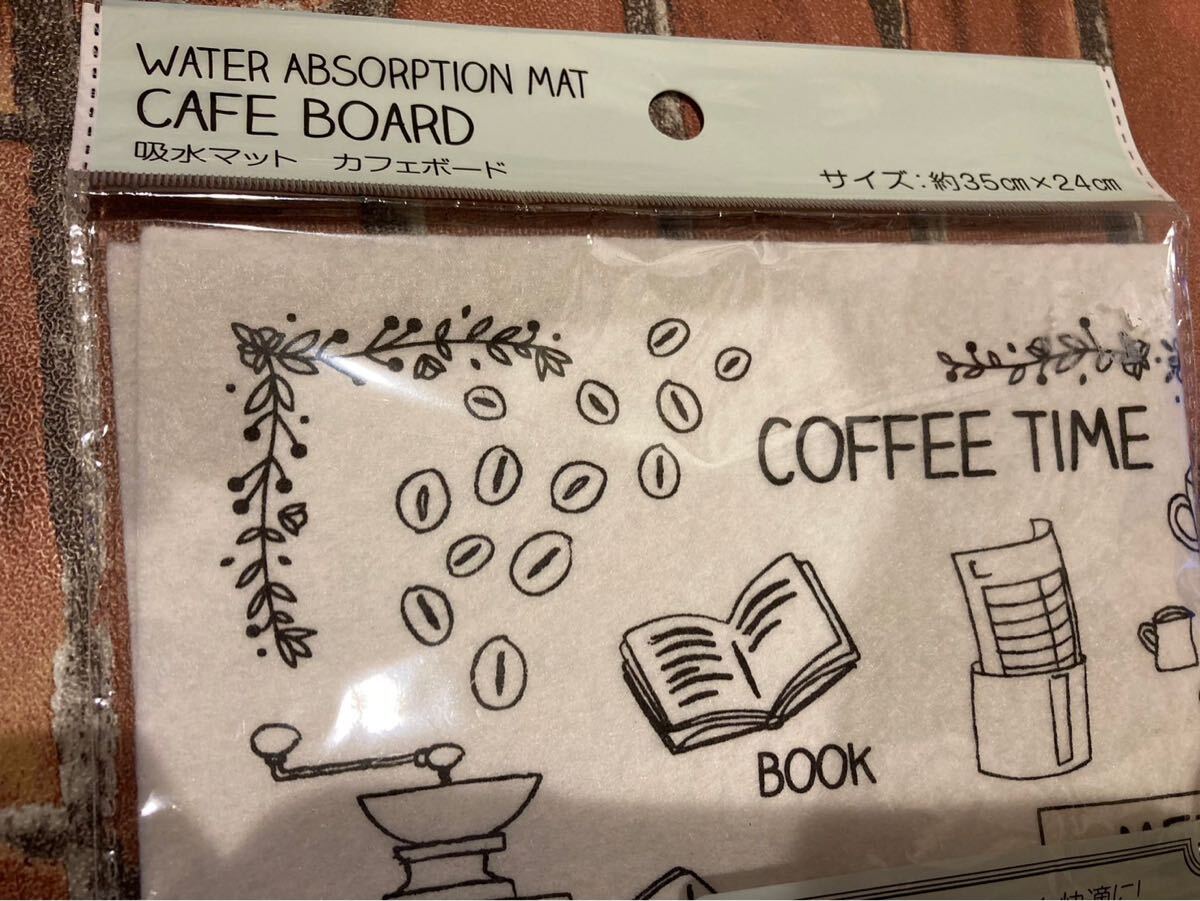 WATER ABSORPTION MAT
CAFE BOARD
吸水マット カフェボード
サイズ:約35㎝×24㎝
COFFEE TIME
BOOK